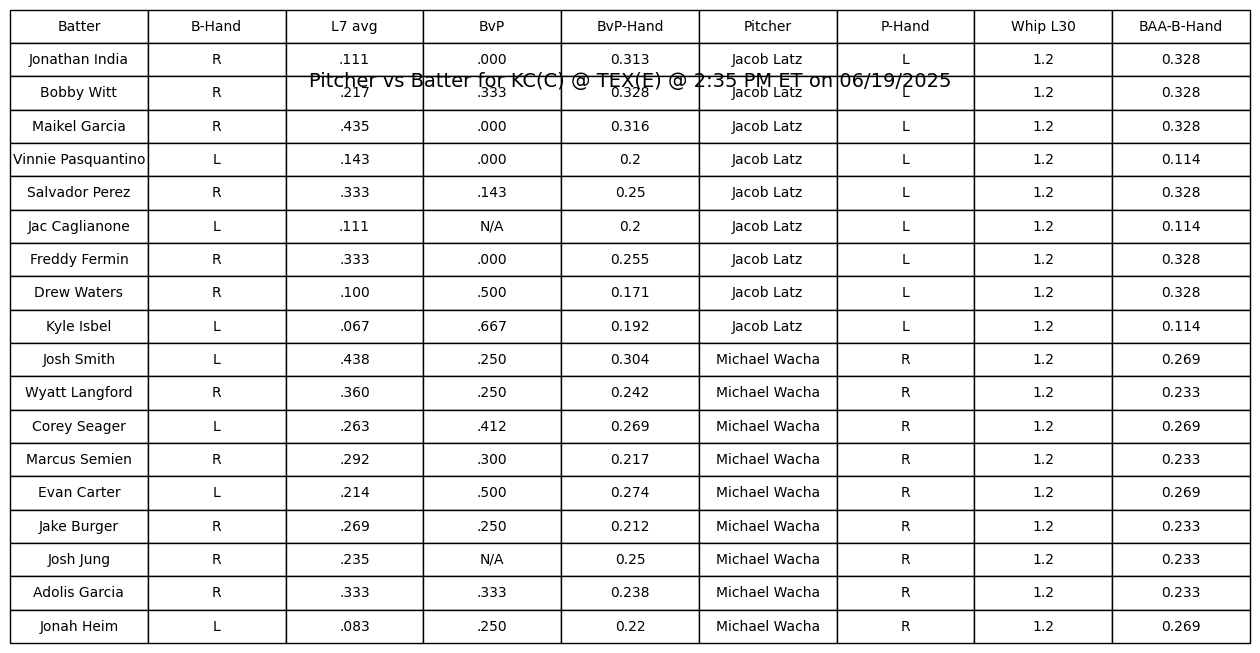 Batter B-Hand L7 avg BvP BvP-Hand Pitcher P-Hand Whip L30 BAA-B-Hand
Jonathan India R .111 .000 0.313 Jacob Latz L 1.2 0.328
Pitcher vs Batter for KC(C) @ TEX(E) @ 2:35 PM ET on 06/19/2025
Bobby Witt R .217 .333 0.328 Jacob Latz L 1.2 0.328
Maikel Garcia R .435 .000 0.316 Jacob Latz L 1.2 0.328
Vinnie Pasquantino L .143 .000 0.2 Jacob Latz L 1.2 0.114
Salvador Perez R .333 .143 0.25 Jacob Latz L 1.2 0.328
Jac Caglianone L .111 N/A 0.2 Jacob Latz L 1.2 0.114
Freddy Fermin R .333 .000 0.255 Jacob Latz L 1.2 0.328
Drew Waters R .100 .500 0.171 Jacob Latz L 1.2 0.328
Kyle Isbel L .067 .667 0.192 Jacob Latz L 1.2 0.114
Josh Smith L .438 .250 0.304 Michael Wacha R 1.2 0.269
Wyatt Langford R .360 .250 0.242 Michael Wacha R 1.2 0.233
Corey Seager L .263 .412 0.269 Michael Wacha R 1.2 0.269
Marcus Semien R .292 .300 0.217 Michael Wacha R 1.2 0.233
Evan Carter L .214 .500 0.274 Michael Wacha R 1.2 0.269
Jake Burger R .269 .250 0.212 Michael Wacha R 1.2 0.233
Josh Jung R .235 N/A 0.25 Michael Wacha R 1.2 0.233
Adolis Garcia R .333 .333 0.238 Michael Wacha R 1.2 0.233
Jonah Heim L .083 .250 0.22 Michael Wacha R 1.2 0.269